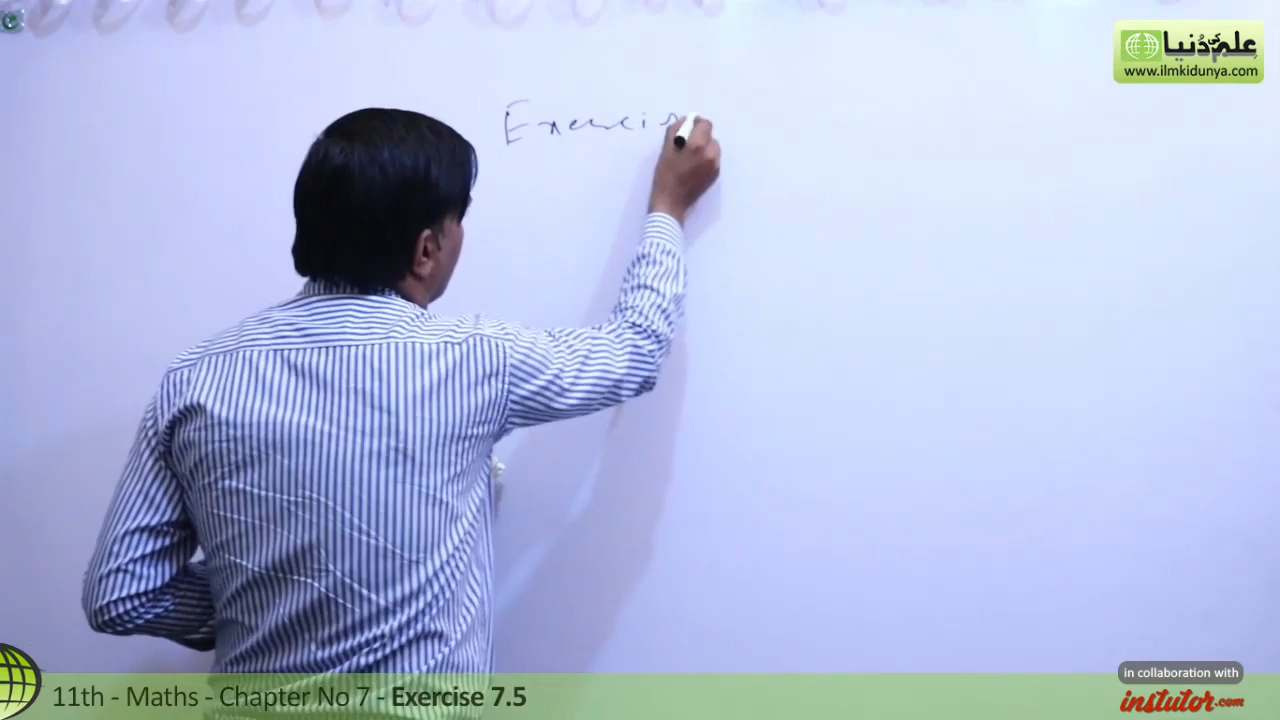 علم کی دنیا
www.ilmkidunya.com
Exercis
11th - Maths - Chapter No 7 - Exercise 7.5
in collaboration with
instutor.com